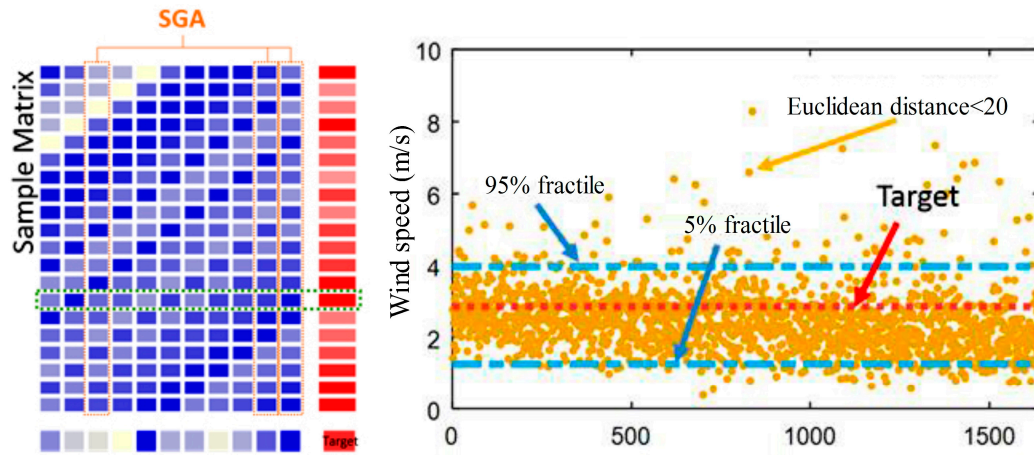 SGA
Sample Matrix
Target
Wind speed (m/s)
10
8
6
4
2
0
0
500
1000
1500
Euclidean distance<20
95% fractile
5% fractile
Target